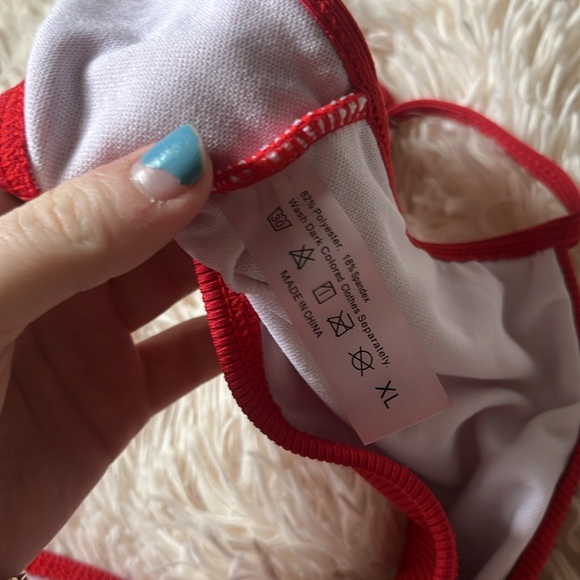 82% Polyester, 18% Spandex
Wash Dark Colored Clothes Separately.
30
MADE IN CHINA
XL